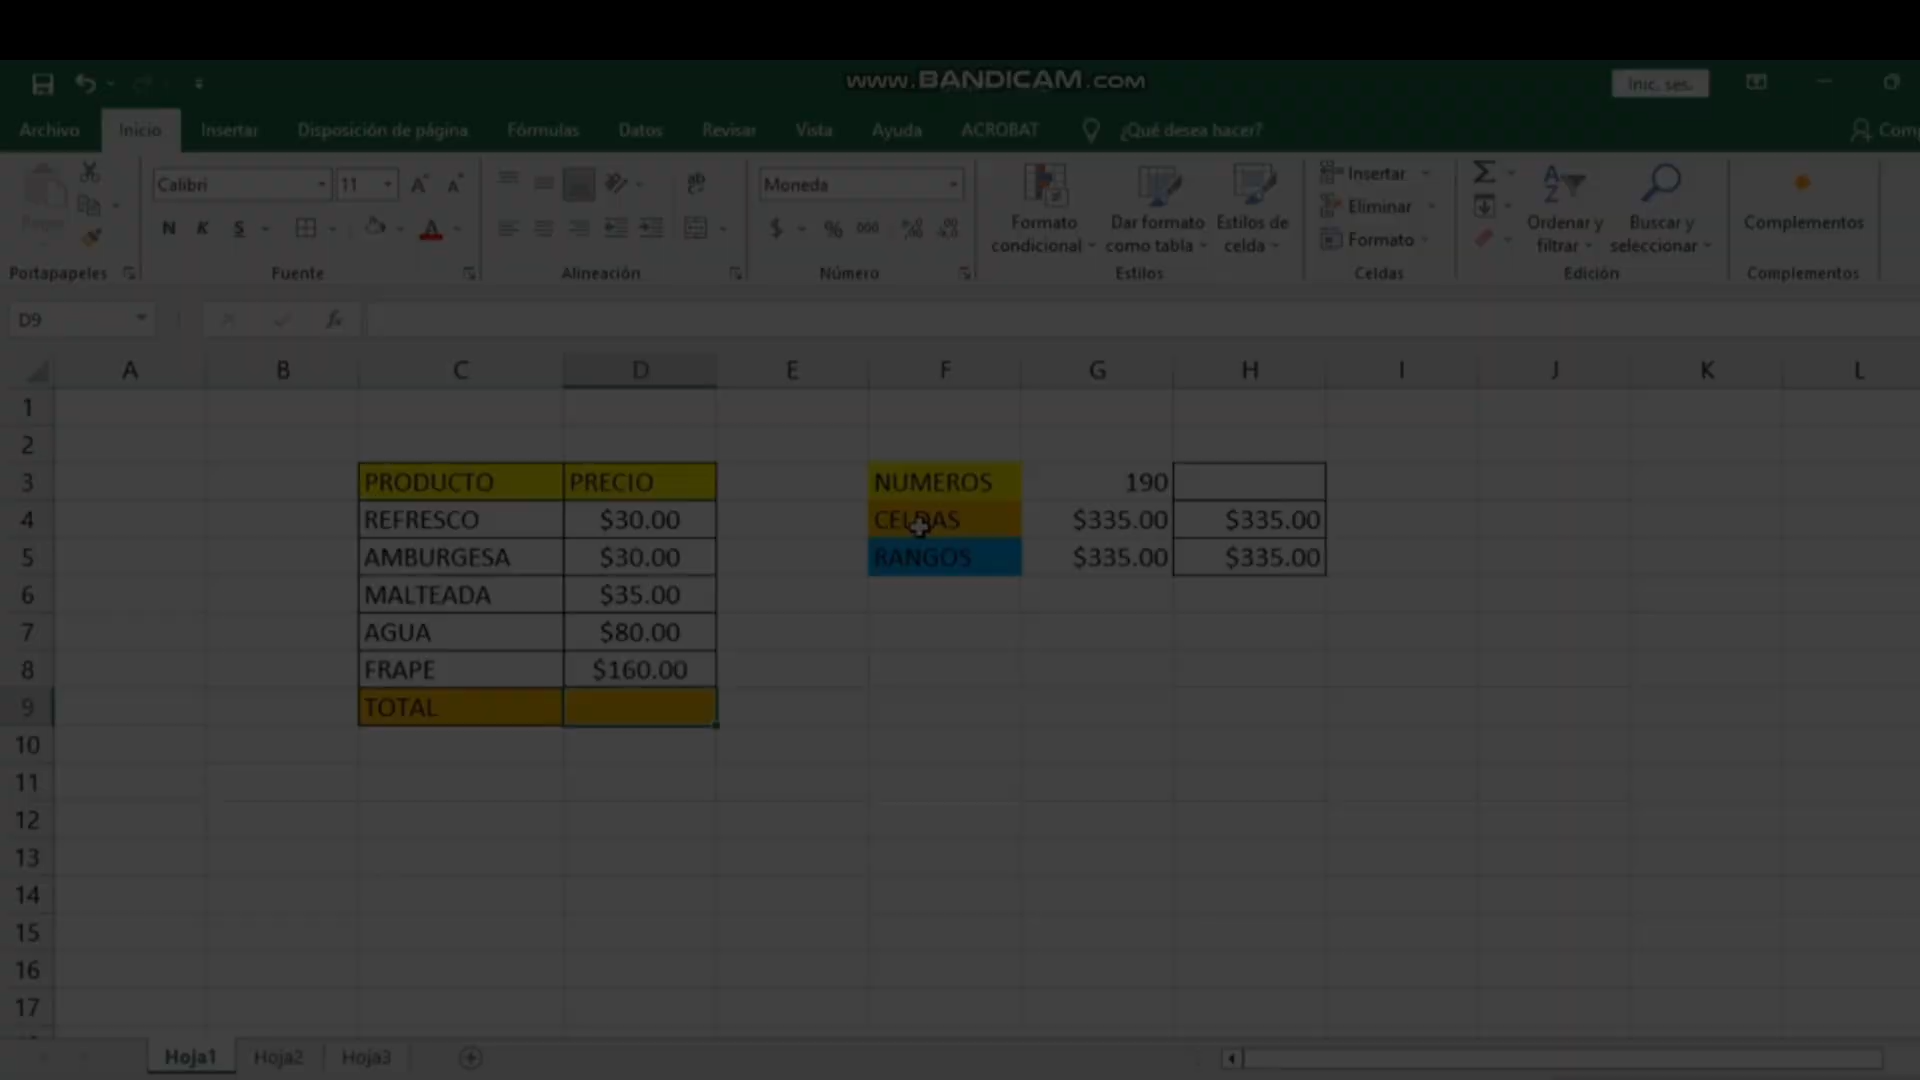 www.BANDICAM.com
Inic. ses.
Archivo Inicio Insertar Disposición de página Fórmulas Datos Revisar Vista Ayuda ACROBAT ¿Qué desea hacer?
Calibri 11 Moneda
N K S $ % 000
Formato condicional
Dar formato como tabla
Estilos de celda
Insertar
Eliminar
Formato
Ordenar y filtrar
Buscar y seleccionar
Complementos
Portapapeles Fuente Alineación Número Estilos Celdas Edición Complementos
D9 fx
A B C D E F G H I J K L
1
2
3 PRODUCTO PRECIO NUMEROS 190
4 REFRESCO $30.00 CELDAS $335.00 $335.00
5 AMBURGESA $30.00 RANGOS $335.00 $335.00
6 MALTEADA $35.00
7 AGUA $80.00
8 FRAPE $160.00
9 TOTAL
10
11
12
13
14
15
16
17
Hoja1 Hoja2 Hoja3